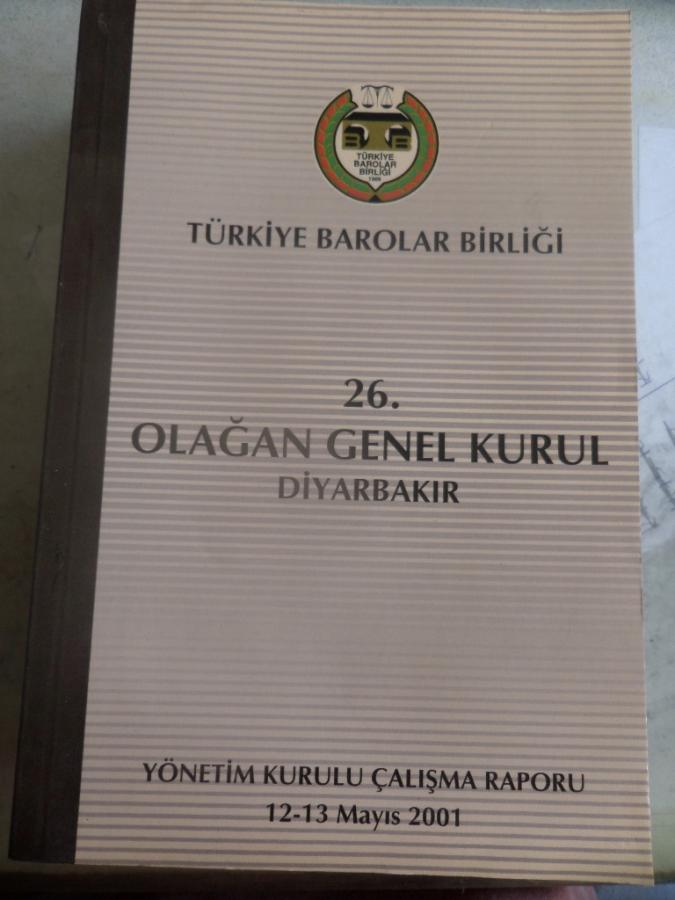 TÜRKİYE
BAROLAR
BİRLİĞİ
1969
TÜRKİYE BAROLAR BİRLİĞİ
26.
OLAĞAN GENEL KURUL
DİYARBAKIR
YÖNETİM KURULU ÇALIŞMA RAPORU
12-13 Mayıs 2001